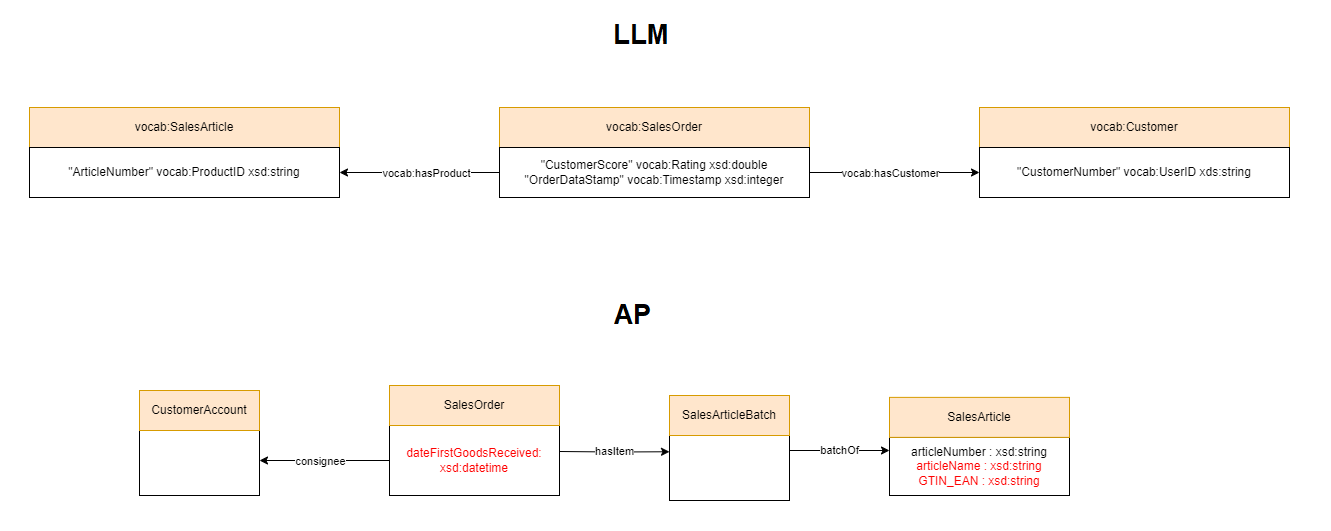 LLM
vocab:SalesArticle
"ArticleNumber" vocab:ProductID xsd:string
vocab:hasProduct
vocab:SalesOrder
"CustomerScore" vocab:Rating xsd:double
"OrderDataStamp" vocab:Timestamp xsd:integer
vocab:hasCustomer
vocab:Customer
"CustomerNumber" vocab:UserID xds:string
AP
CustomerAccount
consignee
SalesOrder
dateFirstGoodsReceived:
xsd:datetime
hasItem
SalesArticleBatch
batchOf
SalesArticle
articleNumber : xsd:string
articleName : xsd:string
GTIN_EAN : xsd:string